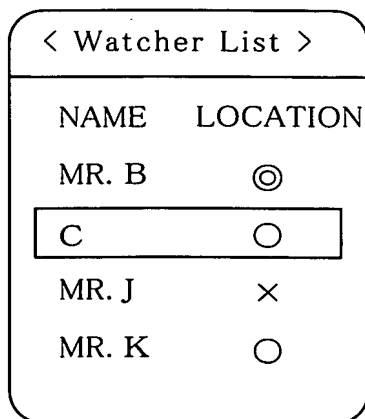 < Watcher List >
NAME LOCATION
MR. B ◎
C ○
MR. J ×
MR. K ○